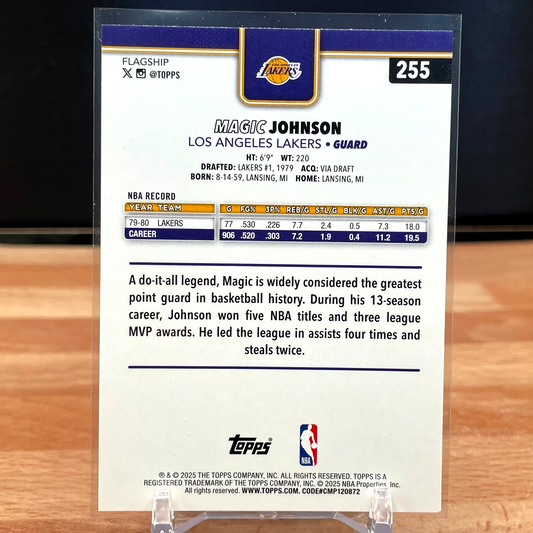 FLAGSHIP
X @TOPPS
LOS ANGELES
LAKERS
255
MAGIC JOHNSON
LOS ANGELES LAKERS • GUARD
HT: 6'9" WT: 220
DRAFTED: LAKERS #1, 1979 ACQ: VIA DRAFT
BORN: 8-14-59, LANSING, MI HOME: LANSING, MI
NBA RECORD
YEAR TEAM G FG% 3P% REB/G STL/G BLK/G AST/G PTS/G
79-80 LAKERS 77 .530 .226 7.7 2.4 0.5 7.3 18.0
CAREER 906 .520 .303 7.2 1.9 0.4 11.2 19.5
A do-it-all legend, Magic is widely considered the greatest
point guard in basketball history. During his 13-season
career, Johnson won five NBA titles and three league
MVP awards. He led the league in assists four times and
steals twice.
Topps
NBA
® & © 2025 THE TOPPS COMPANY, INC. ALL RIGHTS RESERVED. TOPPS IS A
REGISTERED TRADEMARK OF THE TOPPS COMPANY, INC. © 2025 NBA Properties, Inc.
All rights reserved. WWW.TOPPS.COM. CODE#CMP120872